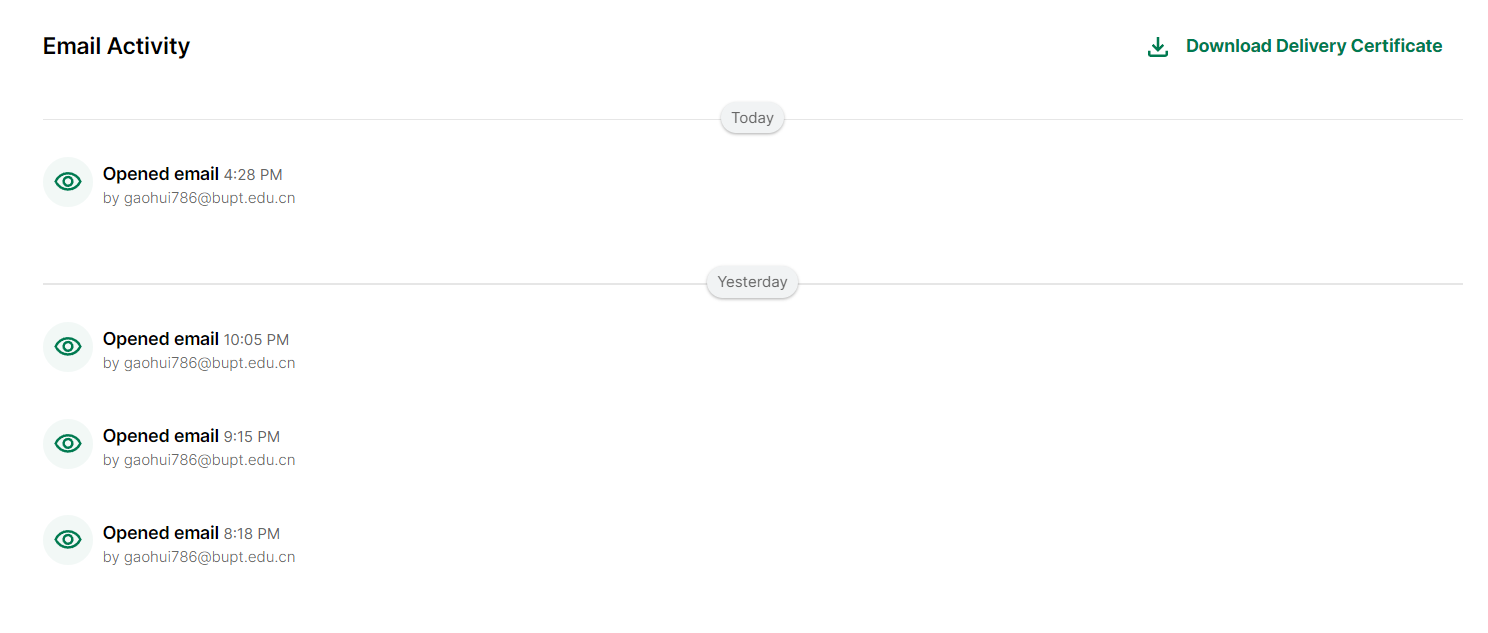 Email Activity
Download Delivery Certificate
Today
Opened email 4:28 PM
by gaohui786@bupt.edu.cn
Yesterday
Opened email 10:05 PM
by gaohui786@bupt.edu.cn
Opened email 9:15 PM
by gaohui786@bupt.edu.cn
Opened email 8:18 PM
by gaohui786@bupt.edu.cn